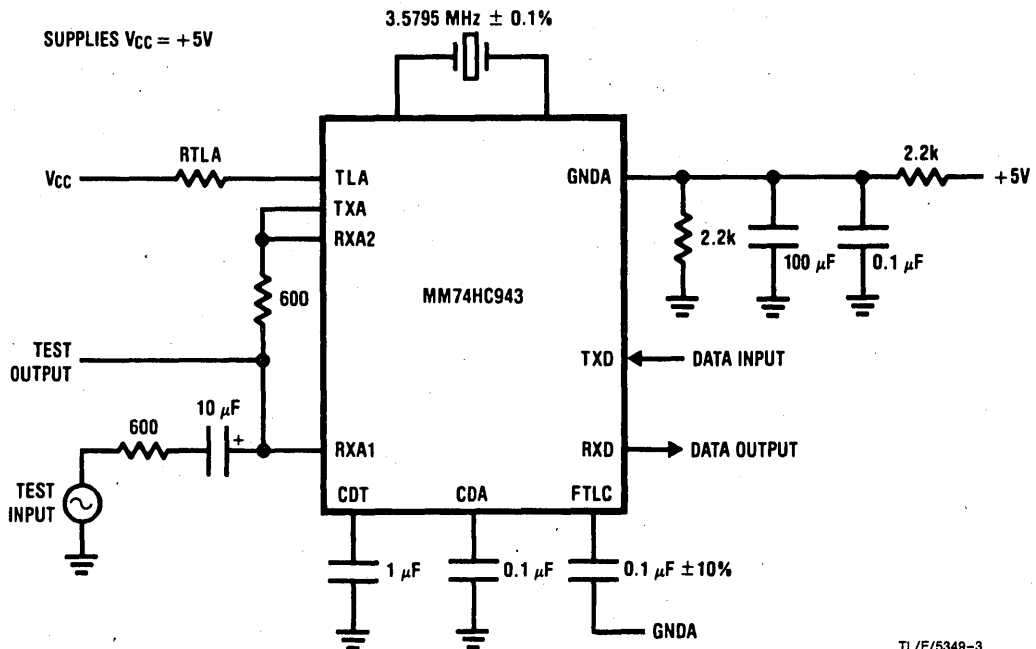 3.5795 MHz ± 0.1%
SUPPLIES VCC = +5V
RTLA
VCC
TLA
GNDA
2.2k
+5V
TXA
RXA2
2.2k
100 µF
0.1 µF
600
MM74HC943
TEST
OUTPUT
TXD
DATA INPUT
10 µF
600
+
RXA1
RXD
DATA OUTPUT
TEST
INPUT
CDT
CDA
FTLC
1 µF
0.1 µF
0.1 µF ±10%
GNDA
TL/F/5349-3